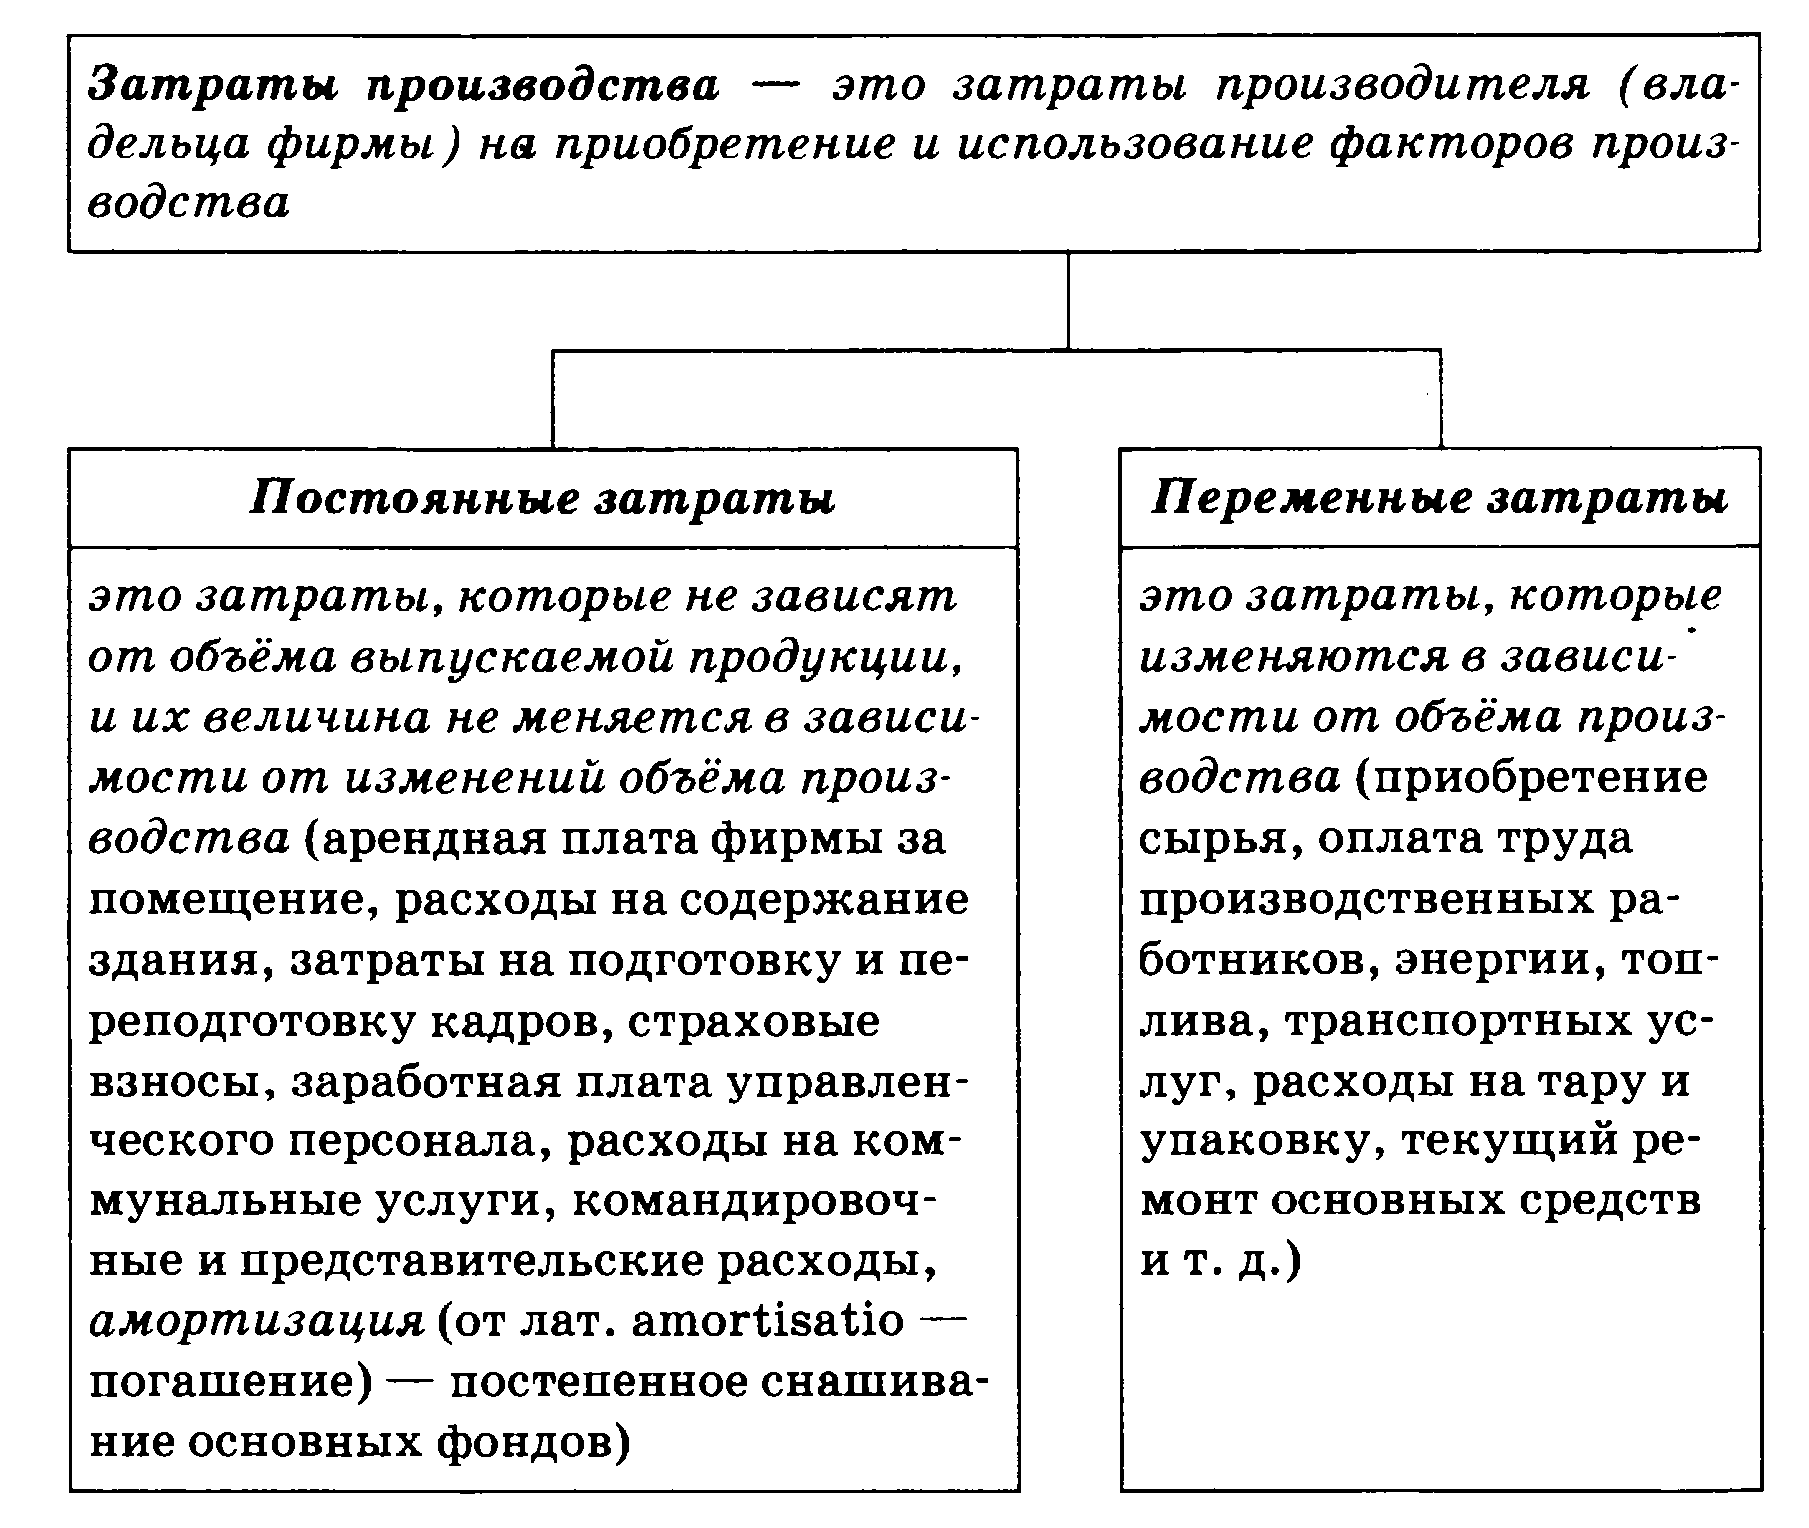 Затраты производства — это затраты производителя (вла-
дельца фирмы) на приобретение и использование факторов произ-
водства
Постоянные затраты
это затраты, которые не зависят
от объёма выпускаемой продукции,
и их величина не меняется в зависи-
мости от изменений объёма произ-
водства (арендная плата фирмы за
помещение, расходы на содержание
здания, затраты на подготовку и пе-
реподготовку кадров, страховые
взносы, заработная плата управлен-
ческого персонала, расходы на ком-
мунальные услуги, командировоч-
ные и представительские расходы,
амортизация (от лат. amortisatio —
погашение) — постепенное снашива-
ние основных фондов)
Переменные затраты
это затраты, которые
изменяются в зависи-
мости от объёма произ-
водства (приобретение
сырья, оплата труда
производственных ра-
ботников, энергии, топ-
лива, транспортных ус-
луг, расходы на тару и
упаковку, текущий ре-
монт основных средств
и т. д.)